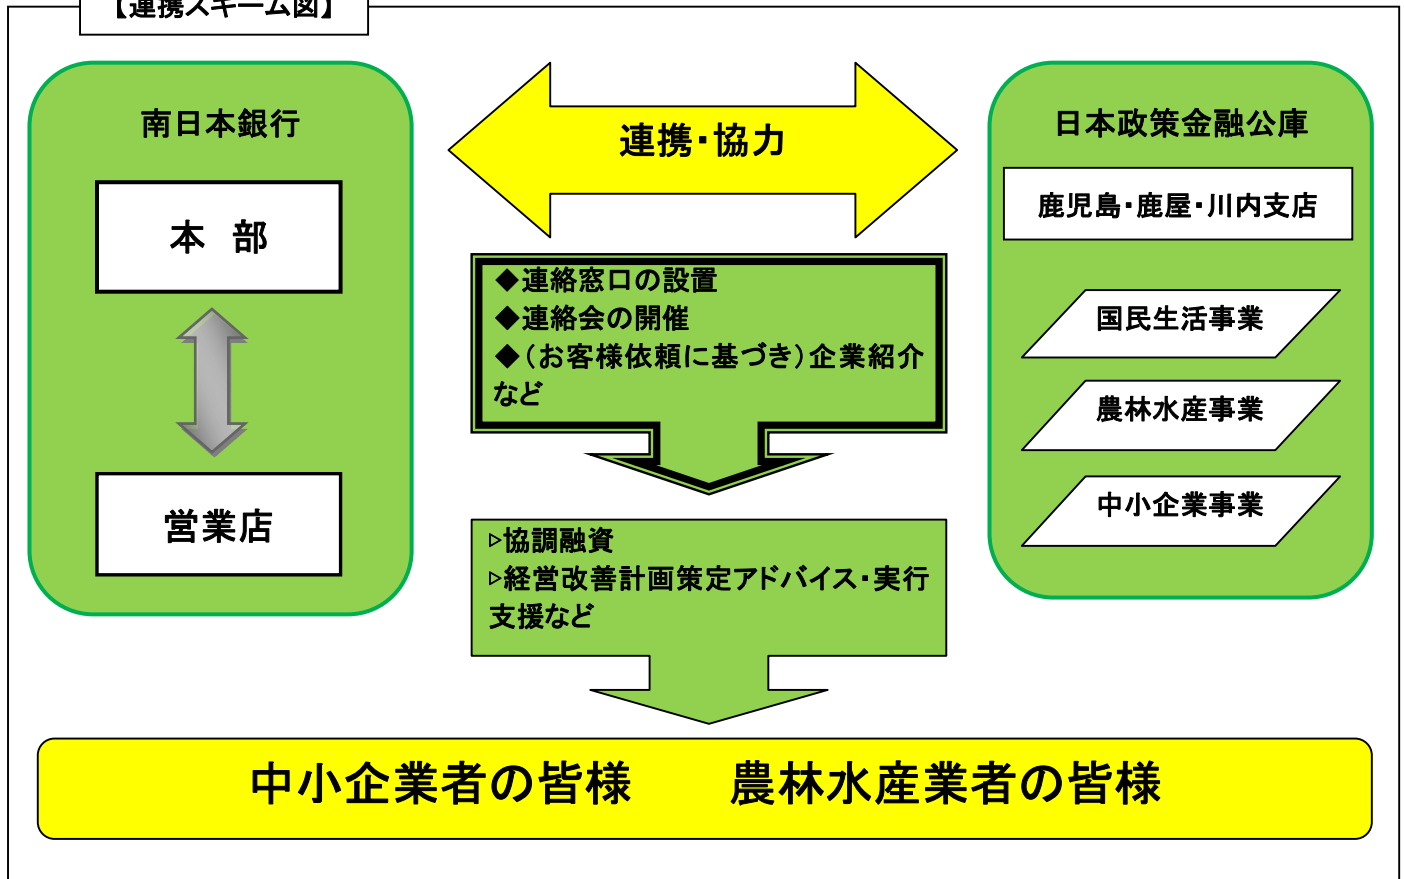 【連携スキーム図】
南日本銀行
本 部
営業店
連携・協力
◆連絡窓口の設置
◆連絡会の開催
◆(お客様依頼に基づき)企業紹介
など
▷協調融資
▷経営改善計画策定アドバイス・実行
支援など
日本政策金融公庫
鹿児島・鹿屋・川内支店
国民生活事業
農林水産事業
中小企業事業
中小企業者の皆様 農林水産業者の皆様